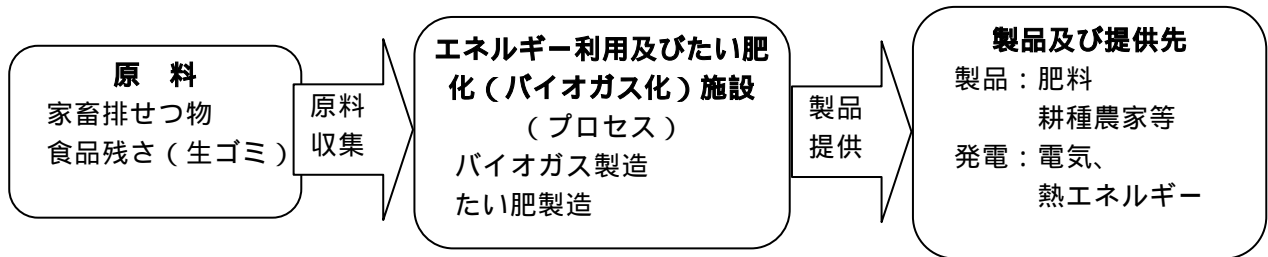 原　料
家畜排せつ物
食品残さ（生ゴミ）
原料
収集
エネルギー利用及びたい肥
化（バイオガス化）施設
（プロセス）
バイオガス製造
たい肥製造
製品
提供
製品及び提供先
製品：肥料
耕種農家等
発電：電気、
熱エネルギー